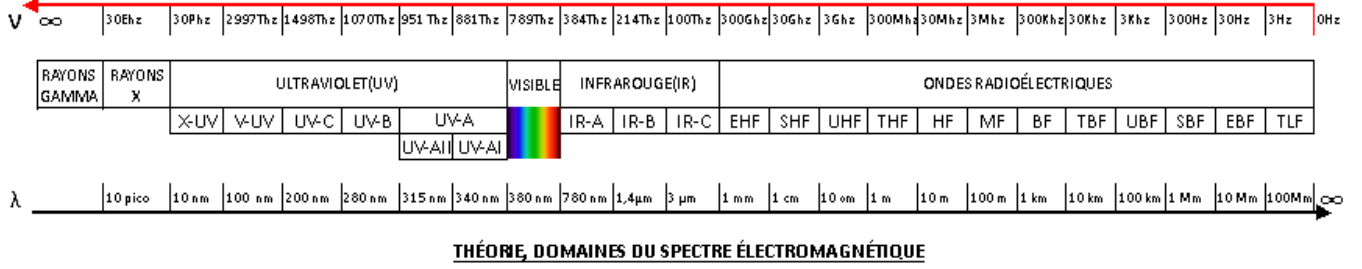 V ∞ 30Ehz 30Phz 2997Thz 1498Thz 1070Thz 951 Thz 881Thz 789Thz 384Thz 214Thz 100Thz 300Ghz 30Ghz 3Ghz 300Mhz 30Mhz 3Mhz 300Khz 30Khz 3Khz 300Hz 30Hz 3Hz 0Hz
RAYONS GAMMA RAYONS X ULTRAVIOLET(UV) VISIBLE INFRAROUGE(IR) ONDES RADIOÉLECTRIQUES
X-UV V-UV UV-C UV-B UV-A IR-A IR-B IR-C EHF SHF UHF THF HF MF BF TBF UBF SBF EBF TLF
UV-AII UV-AI
λ 10 pico 10 nm 100 nm 200 nm 280 nm 315 nm 340 nm 380 nm 780 nm 1,4µm 3 µm 1 mm 1 cm 10 cm 1 m 10 m 100 m 1 km 10 km 100 km 1 Mm 10 Mm 100Mm ∞
THÉORIE, DOMAINES DU SPECTRE ÉLECTROMAGNÉTIQUE